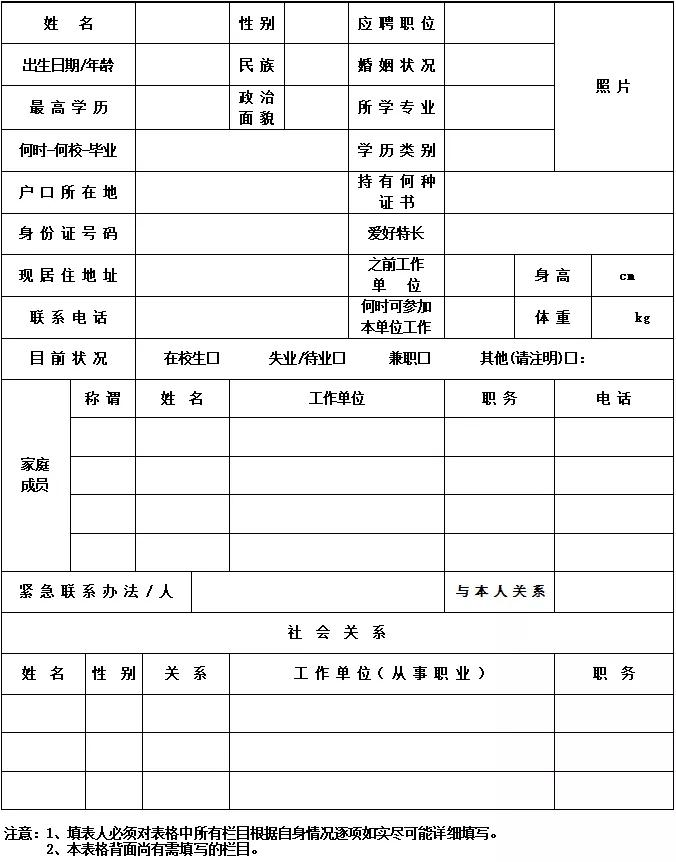 姓 名 性 别 应 聘 职 位
照 片
出生日期/年龄 民 族 婚 姻 状 况
最 高 学 历 政 治 面 貌 所 学 专 业
何时-何校-毕业 学 历 类 别
户 口 所 在 地 持 有 何 种 证 书
身 份 证 号 码 爱好特长
现 居 住 地 址 之前工作 单 位 身 高 cm
联 系 电 话 何时可参加 本单位工作 体 重 kg
目 前 状 况 在校生口 失业/待业口 兼职口 其他(请注明)口：
家庭 成员 称 谓 姓 名 工作单位 职 务 电 话
紧 急 联 系 办 法 / 人 与 本 人 关 系
社 会 关 系
姓 名 性 别 关 系 工 作 单 位 ( 从 事 职 业 ) 职 务
注意：1、填表人必须对表格中所有栏目根据自身情况逐项如实尽可能详细填写。
2、本表格背面尚有需填写的栏目。